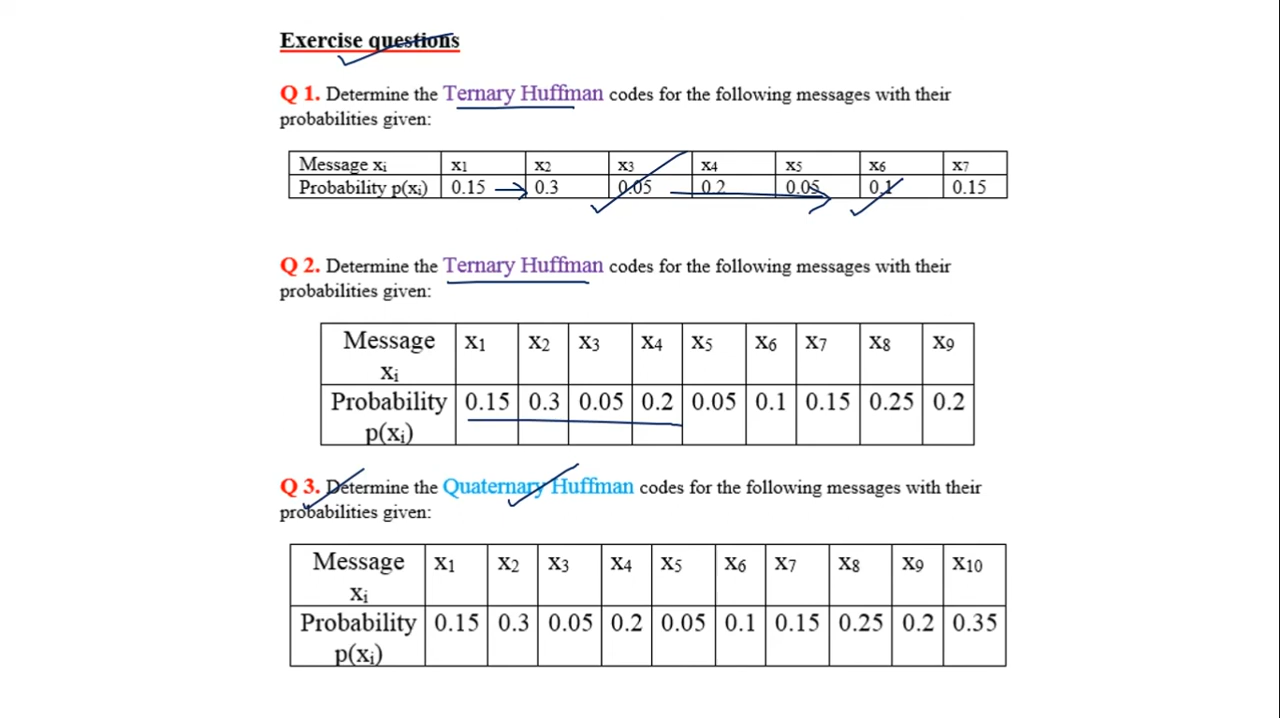 Exercise questions
Q 1. Determine the Ternary Huffman codes for the following messages with their
probabilities given:
Message xi x1 x2 x3 x4 x5 x6 x7
Probability p(xi) 0.15 0.3 0.05 0.2 0.05 0.1 0.15
Q 2. Determine the Ternary Huffman codes for the following messages with their
probabilities given:
Message x1 x2 x3 x4 x5 x6 x7 x8 x9
xi
Probability 0.15 0.3 0.05 0.2 0.05 0.1 0.15 0.25 0.2
p(xi)
Q 3. Determine the Quaternary Huffman codes for the following messages with their
probabilities given:
Message x1 x2 x3 x4 x5 x6 x7 x8 x9 x10
xi
Probability 0.15 0.3 0.05 0.2 0.05 0.1 0.15 0.25 0.2 0.35
p(xi)